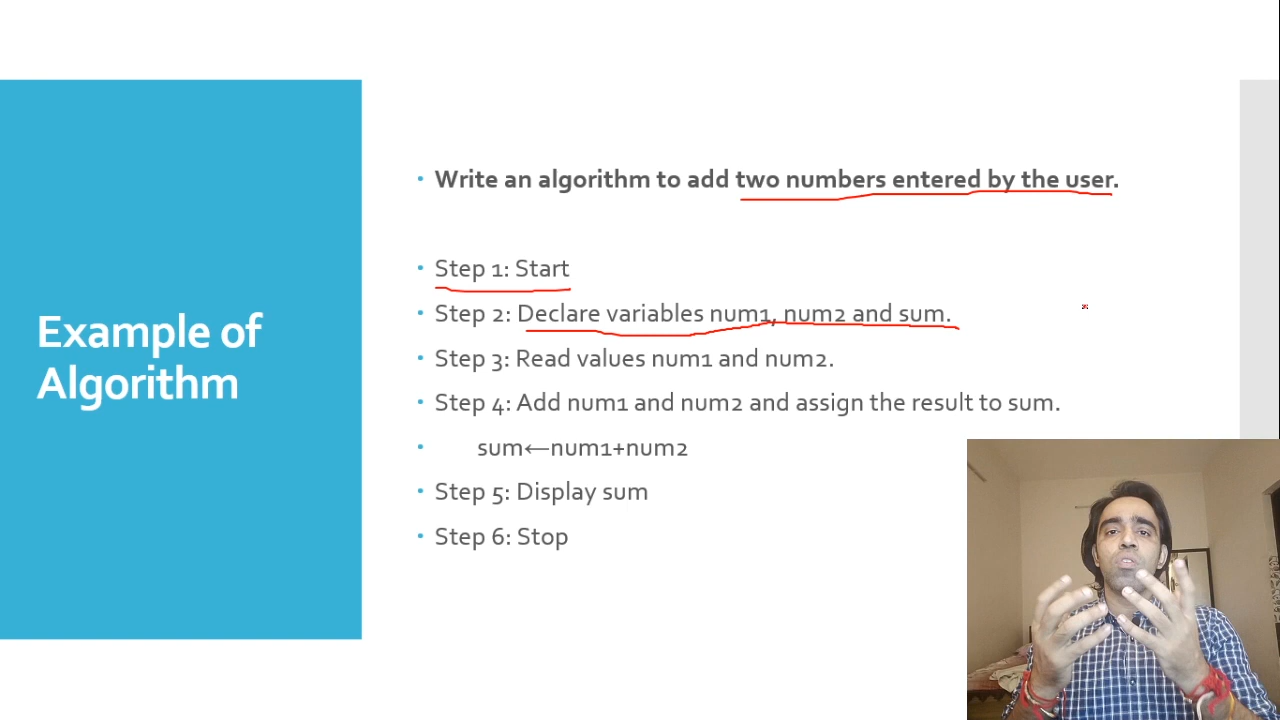 Example of
Algorithm
Write an algorithm to add two numbers entered by the user.
Step 1: Start
Step 2: Declare variables num1, num2 and sum.
Step 3: Read values num1 and num2.
Step 4: Add num1 and num2 and assign the result to sum.
sum←num1+num2
Step 5: Display sum
Step 6: Stop